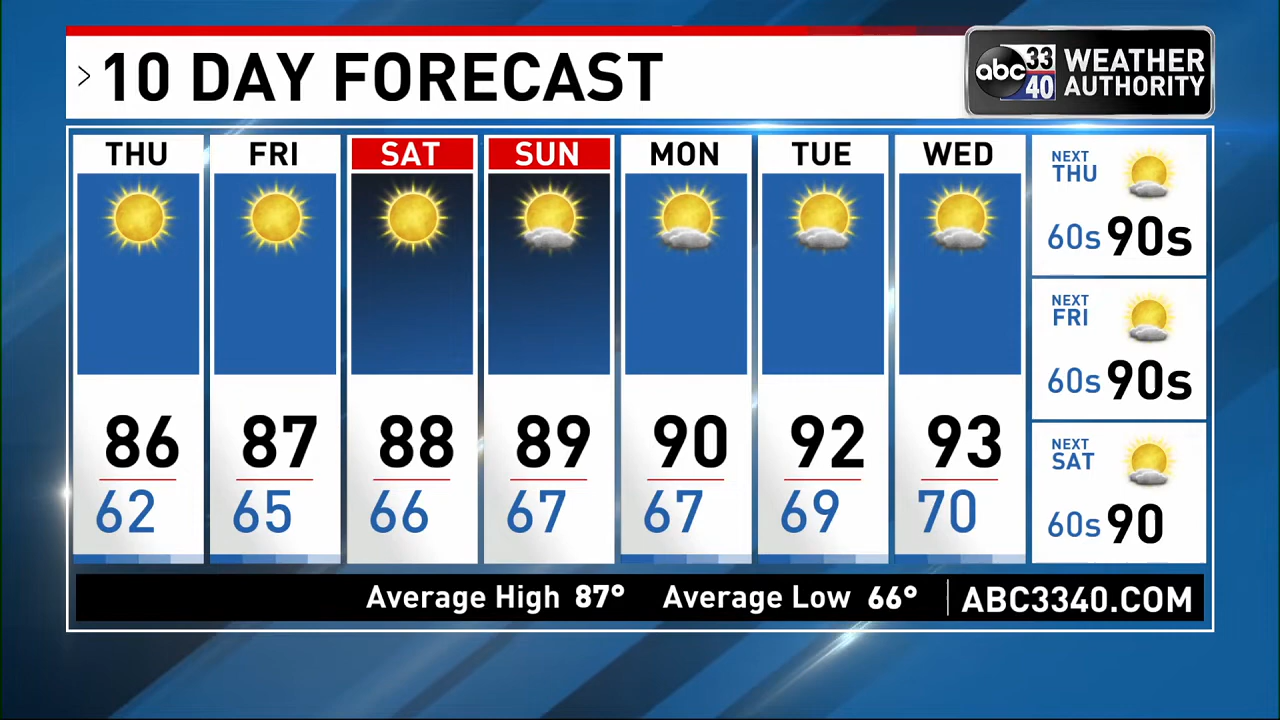 > 10 DAY FORECAST
abc 33 40 WEATHER AUTHORITY
THU FRI SAT SUN MON TUE WED
86 87 88 89 90 92 93
62 65 66 67 67 69 70
NEXT THU
60s 90s
NEXT FRI
60s 90s
NEXT SAT
60s 90
Average High 87° Average Low 66° ABC3340.COM